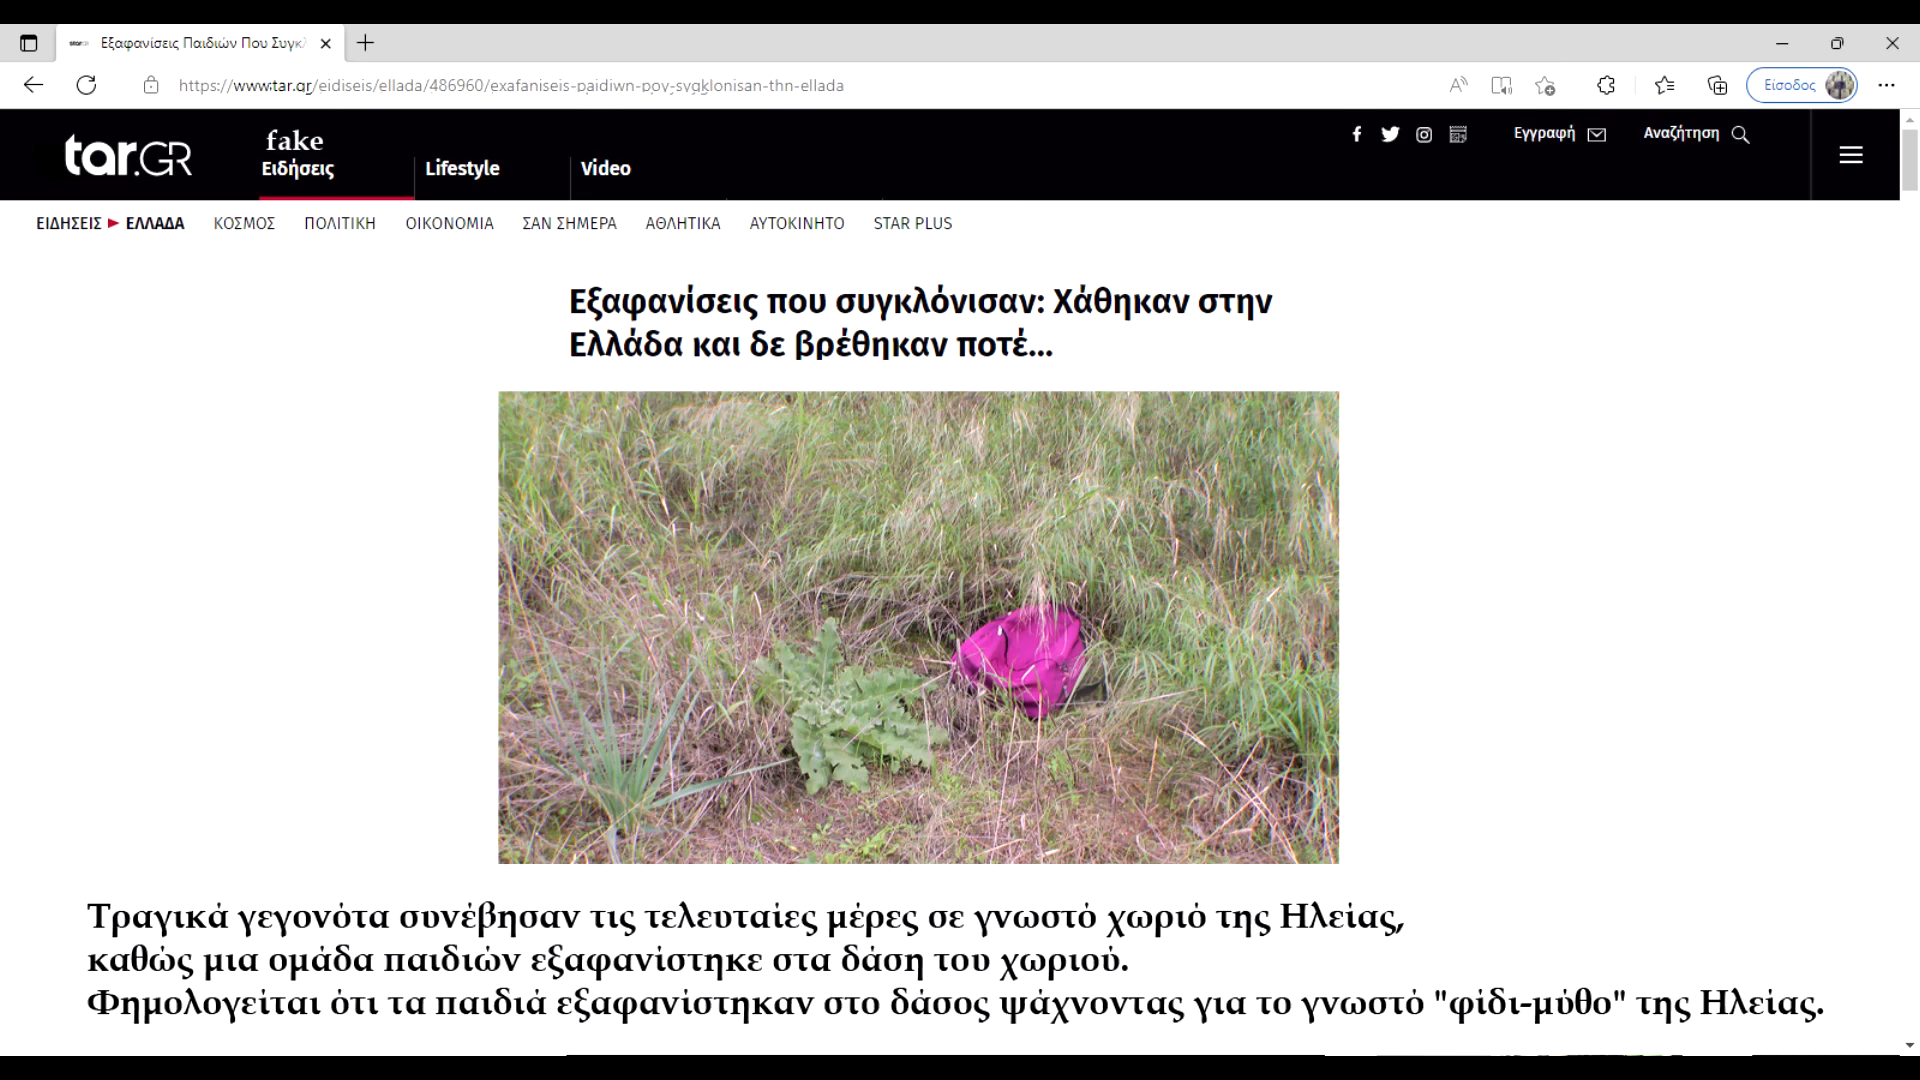 Εξαφανίσεις Παιδιών Που Συγκ
https://www.tar.gr/eidiseis/ellada/486960/exafaniseis-paidiwn-poy-sygklonisan-thn-ellada
Είσοδος
tar.GR
fake
Ειδήσεις
Lifestyle
Video
Εγγραφή
Αναζήτηση
ΕΙΔΗΣΕΙΣ ΕΛΛΑΔΑ ΚΟΣΜΟΣ ΠΟΛΙΤΙΚΗ ΟΙΚΟΝΟΜΙΑ ΣΑΝ ΣΗΜΕΡΑ ΑΘΛΗΤΙΚΑ ΑΥΤΟΚΙΝΗΤΟ STAR PLUS
Εξαφανίσεις που συγκλόνισαν: Χάθηκαν στην
Ελλάδα και δε βρέθηκαν ποτέ...
Τραγικά γεγονότα συνέβησαν τις τελευταίες μέρες σε γνωστό χωριό της Ηλείας,
καθώς μια ομάδα παιδιών εξαφανίστηκε στα δάση του χωριού.
Φημολογείται ότι τα παιδιά εξαφανίστηκαν στο δάσος ψάχνοντας για το γνωστό "φίδι-μύθο" της Ηλείας.